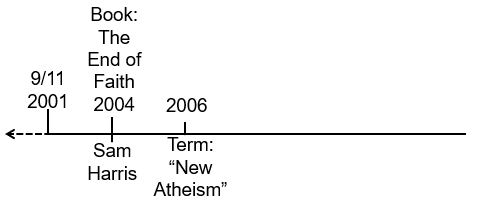 9/11
2001
Book:
The
End of
Faith
2004
Sam
Harris
2006
Term:
“New
Atheism”